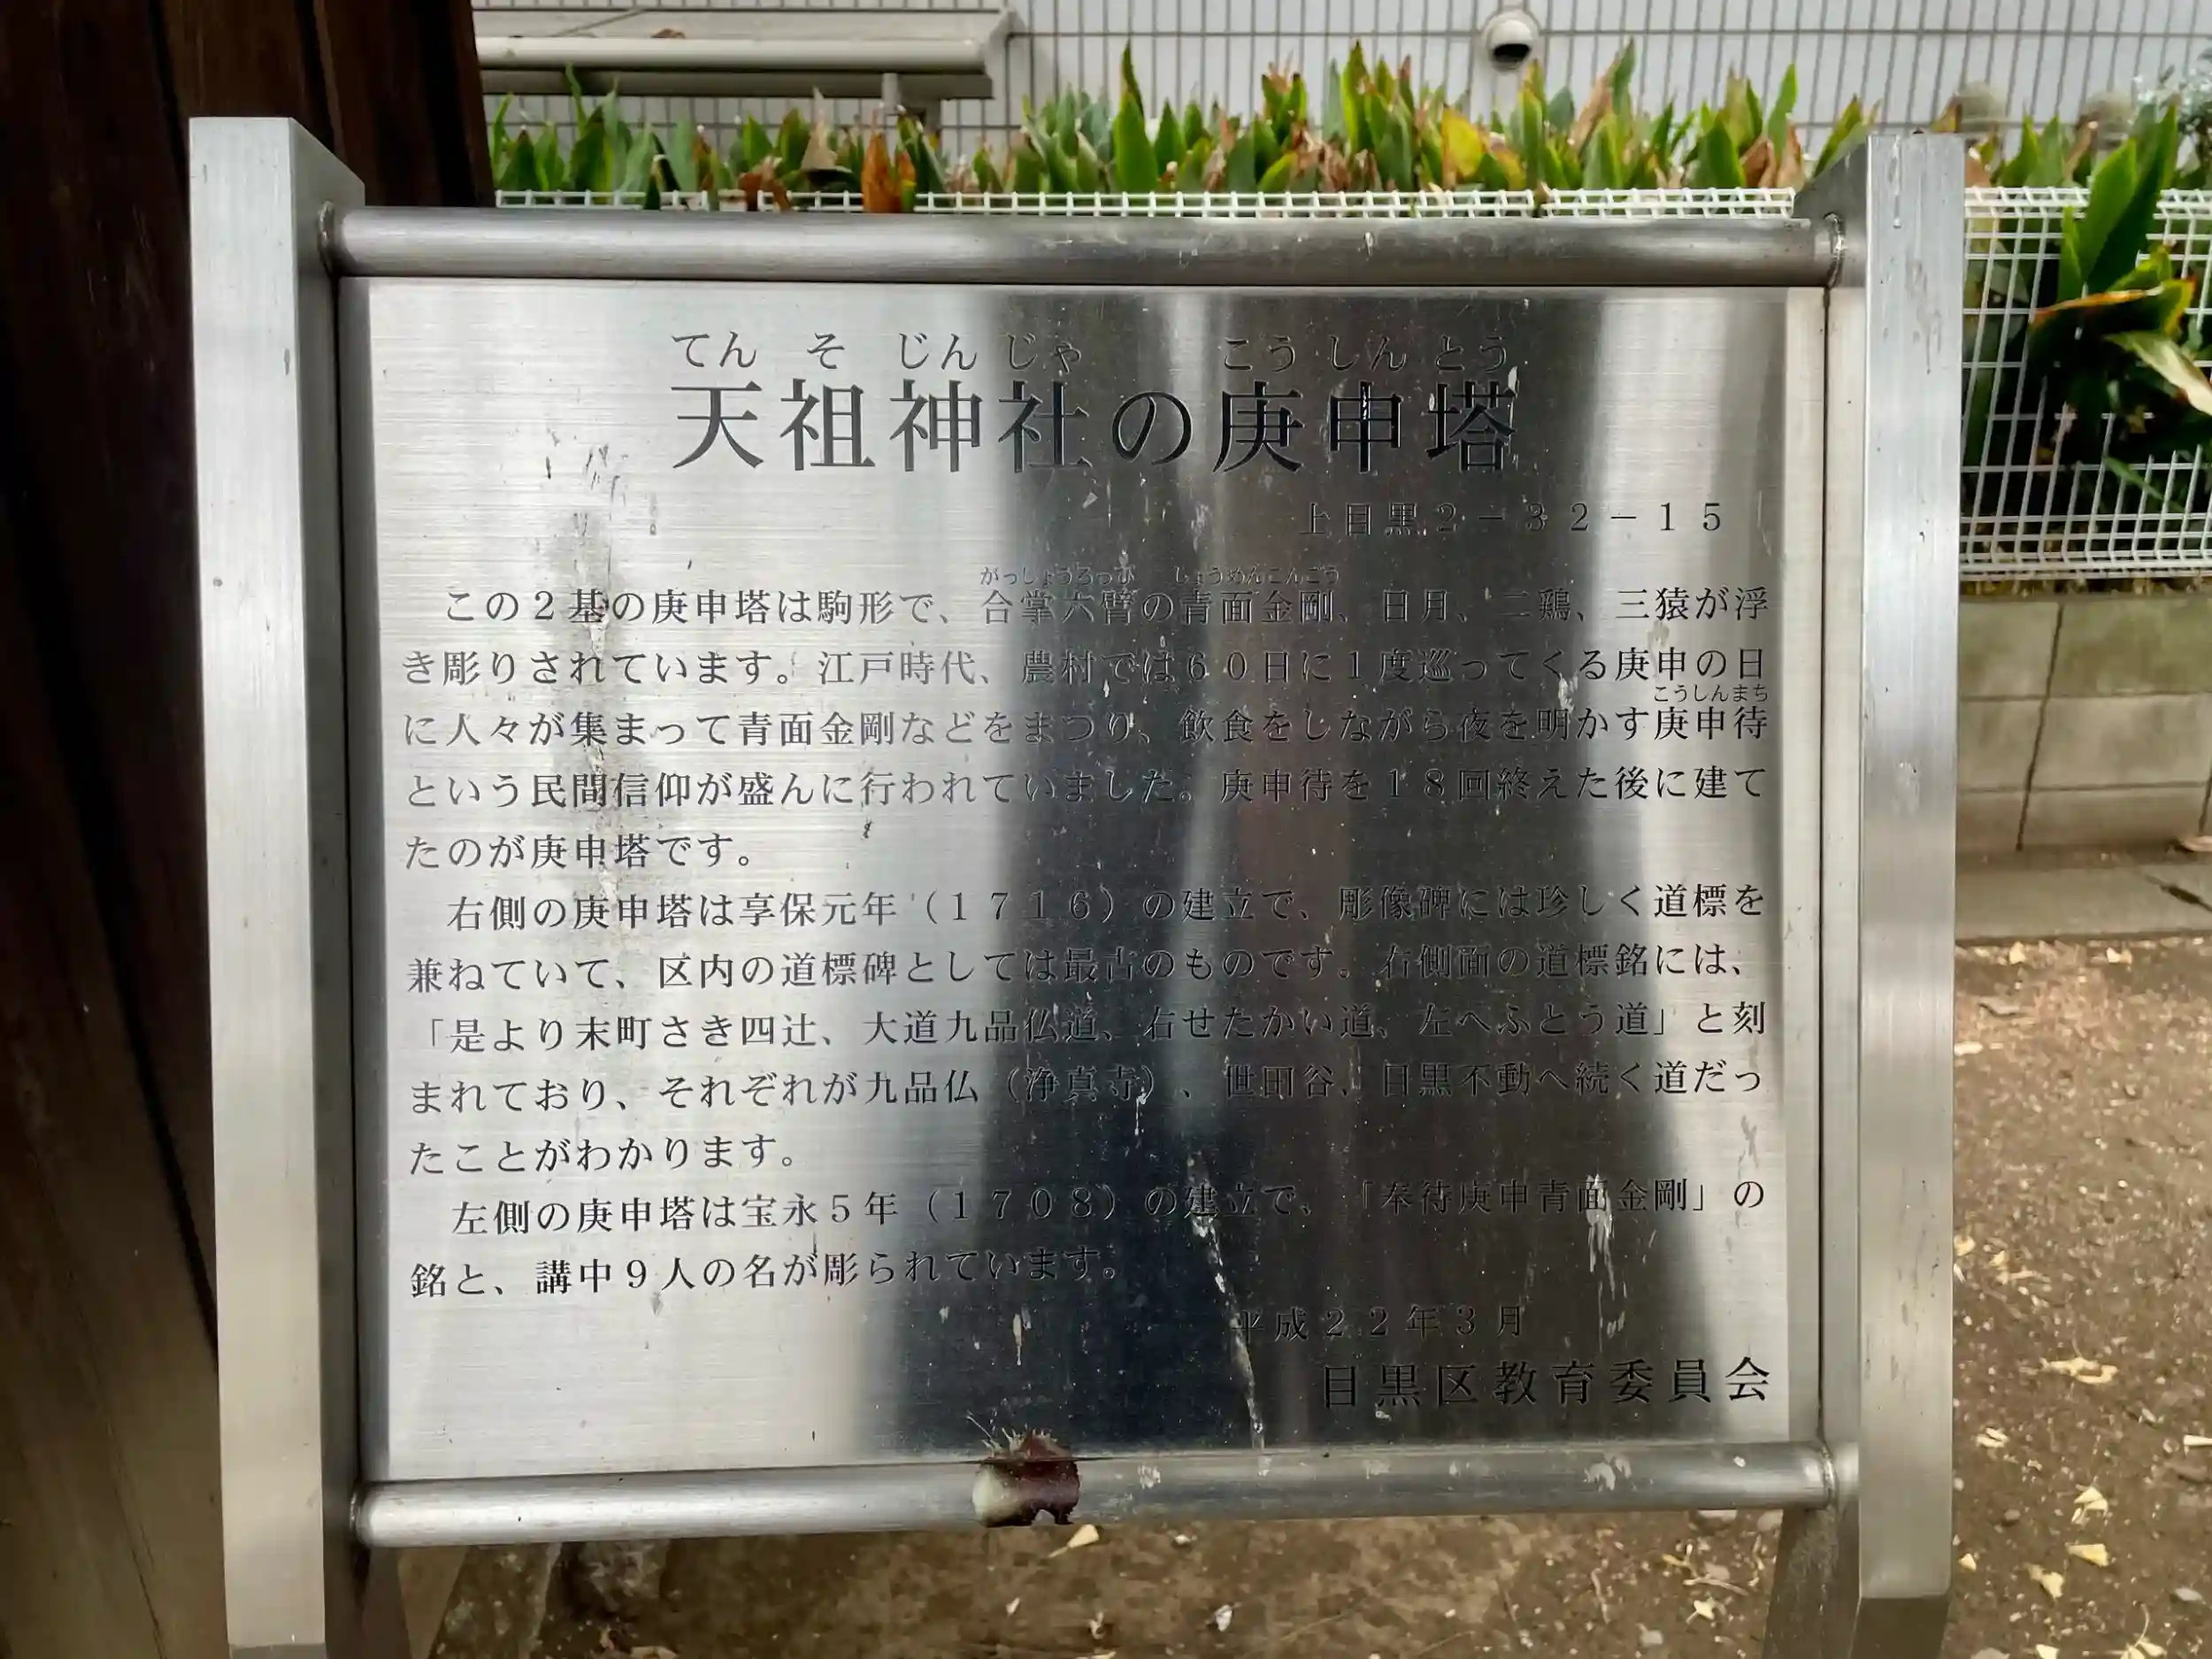 てんそじんじゃ こうしんとう
天祖神社の庚申塔
上目黒２－３２－１５
がっしょうろっぴ しょうめんこんごう
この２基の庚申塔は駒形で、合掌六臂の青面金剛、日月、二鶏、三猿が浮
き彫りされています。江戸時代、農村では６０日に１度巡ってくる庚申の日
こうしんまち
に人々が集まって青面金剛などをまつり、飲食をしながら夜を明かす庚申待
という民間信仰が盛んに行われていました。庚申待を１８回終えた後に建て
たのが庚申塔です。
右側の庚申塔は享保元年（１７１６）の建立で、彫像碑には珍しく道標を
兼ねていて、区内の道標碑としては最古のものです。右側面の道標銘には、
「是より末町さき四辻、大道九品仏道、右せたかい道、左へふとう道」と刻
まれており、それぞれが九品仏（浄真寺）、世田谷、目黒不動へ続く道だっ
たことがわかります。
左側の庚申塔は宝永５年（１７０８）の建立で、「奉待庚申青面金剛」の
銘と、講中９人の名が彫られています。
平成２２年３月
目黒区教育委員会